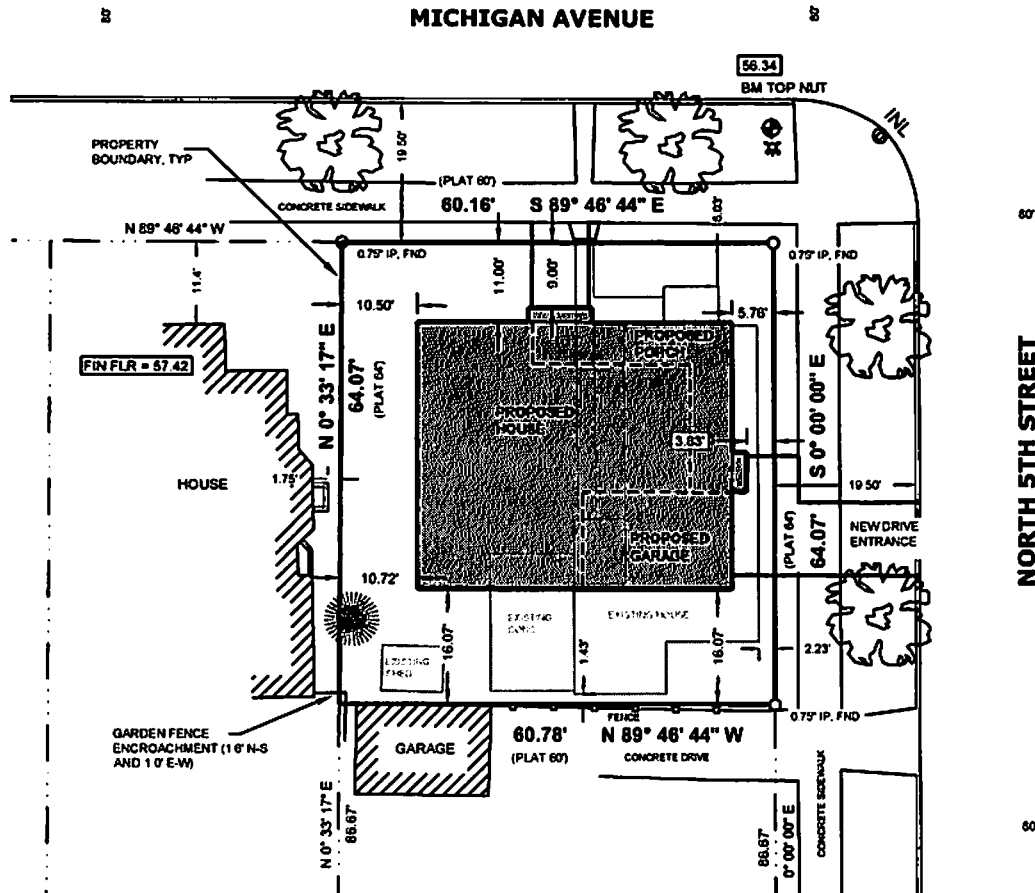 MICHIGAN AVENUE
80'
80'
56.34
BM TOP NUT
INL
PROPERTY
BOUNDARY, TYP
19.50'
(PLAT 60')
CONCRETE SIDEWALK
60.16' S 89° 46' 44" E
N 89° 46' 44" W
0.75" IP, FND
0.75" IP, FND
80'
11.4'
11.00'
9.00'
10.50'
5.76'
FIN FLR = 57.42
N 0° 33' 17" E
64.07'
(PLAT 64')
PROPOSED
PORCH
PROPOSED
HOUSE
3.83'
S 0° 00' 00" E
NORTH 5TH STREET
HOUSE
1.75'
19.50'
NEW DRIVE
ENTRANCE
(PLAT 64')
64.07'
PROPOSED
GARAGE
10.72'
EXISTING
EXISTING HOUSE
EXISTING
SHED
16.07'
1.43'
16.07'
2.23'
0.75" IP, FND
FENCE
GARDEN FENCE
ENCROACHMENT (1 6' N-S
AND 1 0' E-W)
GARAGE
60.78' N 89° 46' 44" W
(PLAT 60')
CONCRETE DRIVE
CONCRETE SIDEWALK
N 0° 33' 17" E
86.67'
86.67'
0° 00' 00" E